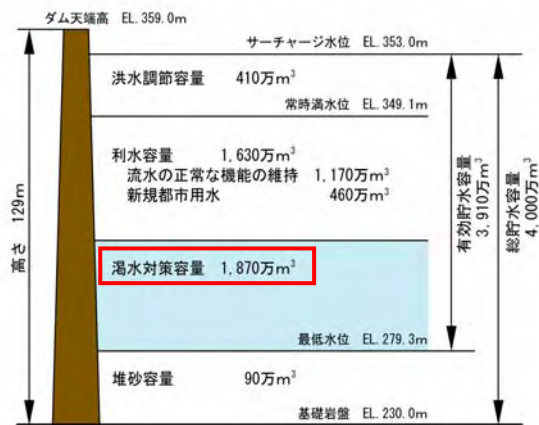 ダム天端高 EL.359.0m
サーチャージ水位 EL.353.0m
洪水調節容量 410万m³
常時満水位 EL.349.1m
利水容量 1,630万m³
流水の正常な機能の維持 1,170万m³
新規都市用水 460万m³
渇水対策容量 1,870万m³
最低水位 EL.279.3m
堆砂容量 90万m³
基礎岩盤 EL.230.0m
高さ 129m
有効貯水容量
3,910万m³
総貯水容量
4,000万m³